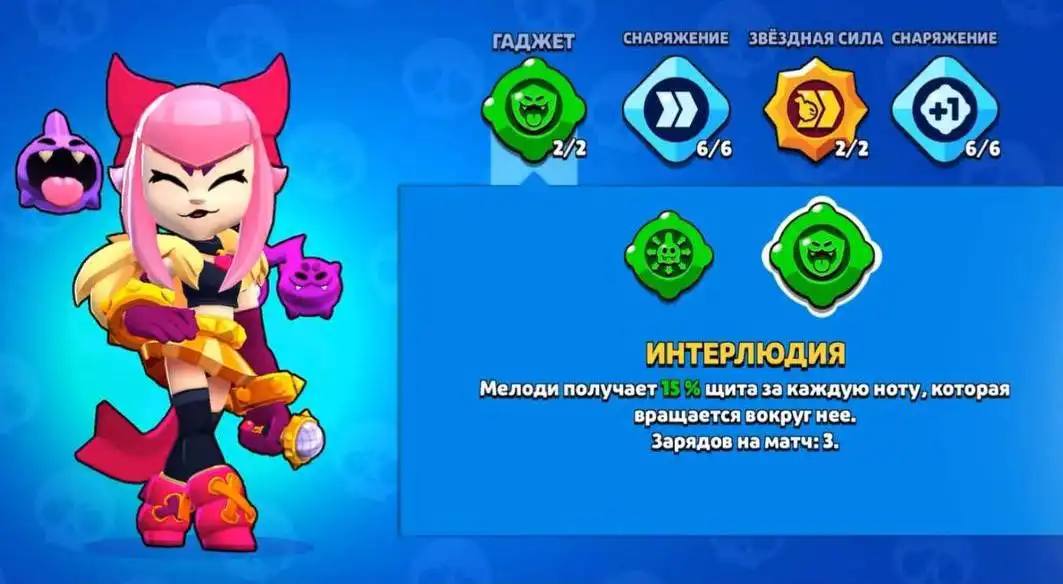 ГАДЖЕТ
СНАРЯЖЕНИЕ
ЗВЁЗДНАЯ СИЛА
СНАРЯЖЕНИЕ
+1
2/2
6/6
2/2
6/6
ИНТЕРЛЮДИЯ
Мелоди получает 15 % щита за каждую ноту, которая
вращается вокруг нее.
Зарядов на матч: 3.